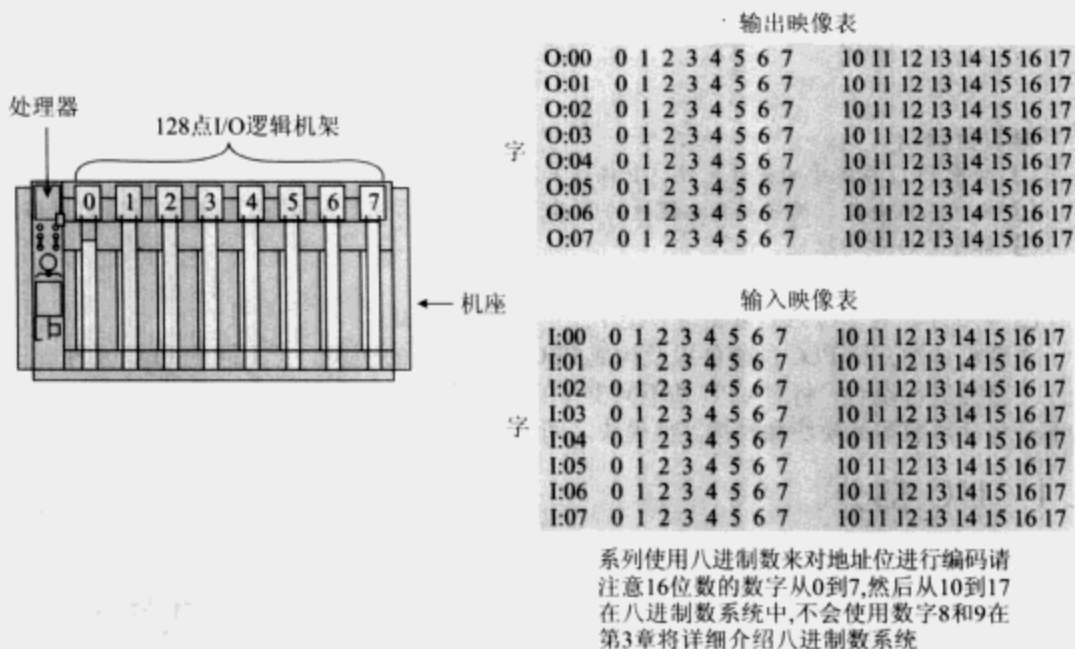 处理器
128点I/O逻辑机架
0 1 2 3 4 5 6 7
机座
输出映像表
字
O:00 0 1 2 3 4 5 6 7 10 11 12 13 14 15 16 17
O:01 0 1 2 3 4 5 6 7 10 11 12 13 14 15 16 17
O:02 0 1 2 3 4 5 6 7 10 11 12 13 14 15 16 17
O:03 0 1 2 3 4 5 6 7 10 11 12 13 14 15 16 17
O:04 0 1 2 3 4 5 6 7 10 11 12 13 14 15 16 17
O:05 0 1 2 3 4 5 6 7 10 11 12 13 14 15 16 17
O:06 0 1 2 3 4 5 6 7 10 11 12 13 14 15 16 17
O:07 0 1 2 3 4 5 6 7 10 11 12 13 14 15 16 17
输入映像表
字
I:00 0 1 2 3 4 5 6 7 10 11 12 13 14 15 16 17
I:01 0 1 2 3 4 5 6 7 10 11 12 13 14 15 16 17
I:02 0 1 2 3 4 5 6 7 10 11 12 13 14 15 16 17
I:03 0 1 2 3 4 5 6 7 10 11 12 13 14 15 16 17
I:04 0 1 2 3 4 5 6 7 10 11 12 13 14 15 16 17
I:05 0 1 2 3 4 5 6 7 10 11 12 13 14 15 16 17
I:06 0 1 2 3 4 5 6 7 10 11 12 13 14 15 16 17
I:07 0 1 2 3 4 5 6 7 10 11 12 13 14 15 16 17
系列使用八进制数来对地址位进行编码请
注意16位数的数字从0到7,然后从10到17
在八进制数系统中,不会使用数字8和9在
第3章将详细介绍八进制数系统